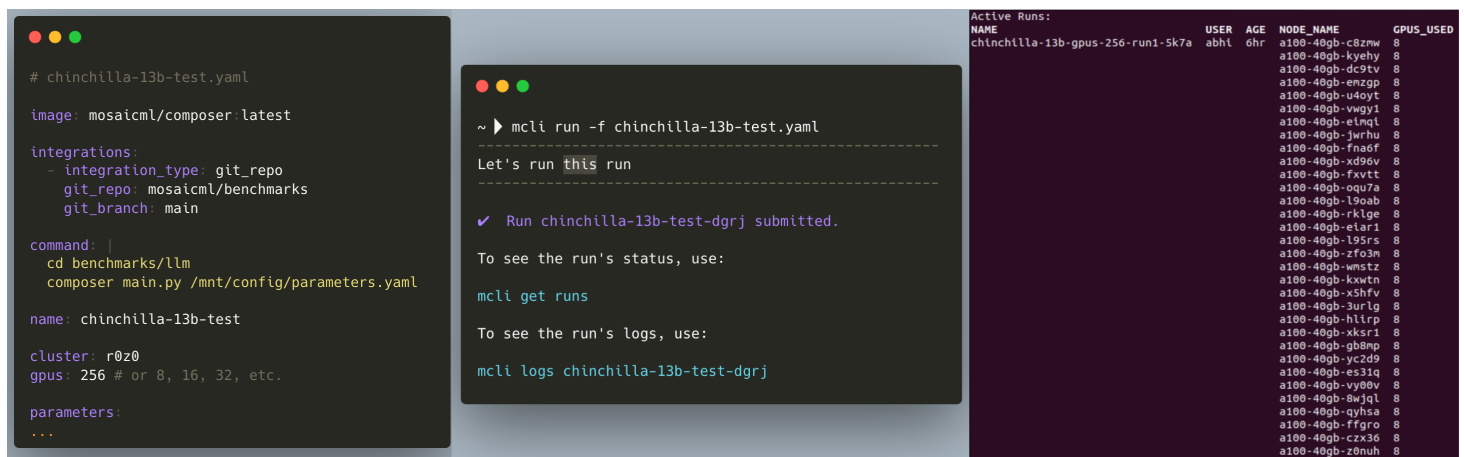 # chinchilla-13b-test.yaml
image: mosaicml/composer:latest
integrations:
- integration_type: git_repo
git_repo: mosaicml/benchmarks
git_branch: main
command: |
cd benchmarks/llm
composer main.py /mnt/config/parameters.yaml
name: chinchilla-13b-test
cluster: r0z0
gpus: 256 # or 8, 16, 32, etc.
parameters:
...
~ mcli run -f chinchilla-13b-test.yaml
--------------------------------------------------------
Let's run this run
--------------------------------------------------------
✔ Run chinchilla-13b-test-dgrj submitted.
To see the run's status, use:
mcli get runs
To see the run's logs, use:
mcli logs chinchilla-13b-test-dgrj
Active Runs:
NAME USER AGE NODE_NAME GPUS_USED
chinchilla-13b-gpus-256-run1-5k7a abhi 6hr a100-40gb-c8zmw 8
a100-40gb-kyehy 8
a100-40gb-dc9tv 8
a100-40gb-emzgp 8
a100-40gb-u4oyt 8
a100-40gb-vwgy1 8
a100-40gb-eimqi 8
a100-40gb-jwrhu 8
a100-40gb-fna6f 8
a100-40gb-xd96v 8
a100-40gb-fxvtt 8
a100-40gb-oqu7a 8
a100-40gb-l9oab 8
a100-40gb-rklge 8
a100-40gb-eiar1 8
a100-40gb-l95rs 8
a100-40gb-zfo3m 8
a100-40gb-wmstz 8
a100-40gb-kxwtn 8
a100-40gb-x5hfv 8
a100-40gb-3urlg 8
a100-40gb-hlirp 8
a100-40gb-xksr1 8
a100-40gb-gb8mp 8
a100-40gb-yc2d9 8
a100-40gb-es31q 8
a100-40gb-vy00v 8
a100-40gb-8wjql 8
a100-40gb-qyhsa 8
a100-40gb-ffgro 8
a100-40gb-czx36 8
a100-40gb-z0nuh 8